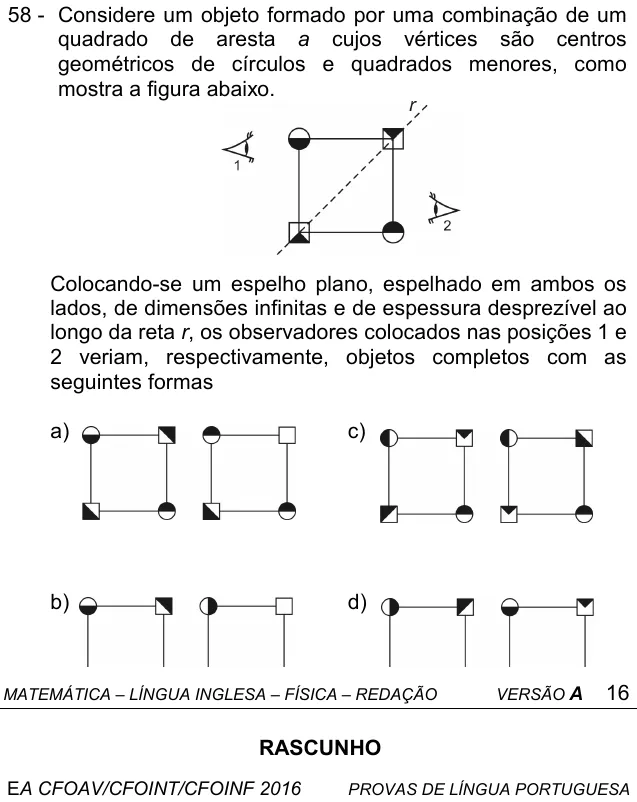 58 - Considere um objeto formado por uma combinação de um
quadrado de aresta a cujos vértices são centros
geométricos de círculos e quadrados menores, como
mostra a figura abaixo.
r
1
2
Colocando-se um espelho plano, espelhado em ambos os
lados, de dimensões infinitas e de espessura desprezível ao
longo da reta r, os observadores colocados nas posições 1 e
2 veriam, respectivamente, objetos completos com as
seguintes formas
a) c)
b) d)
MATEMÁTICA – LÍNGUA INGLESA – FÍSICA – REDAÇÃO VERSÃO A 16
RASCUNHO
EA CFOAV/CFOINT/CFOINF 2016 PROVAS DE LÍNGUA PORTUGUESA